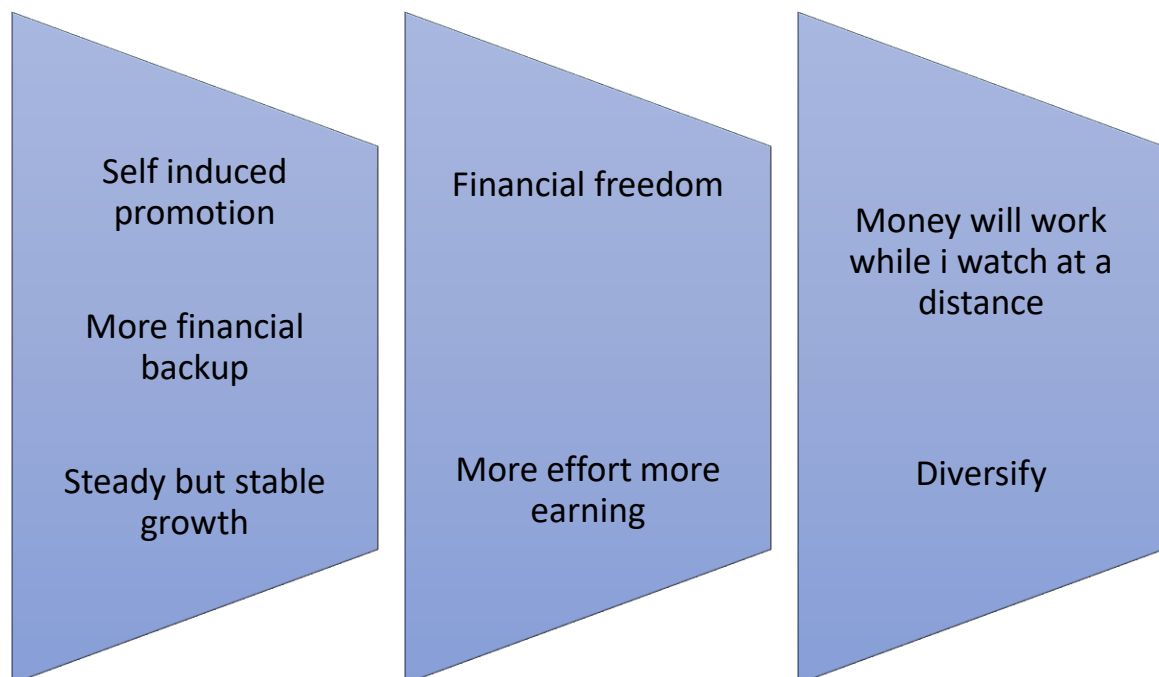 Self induced
promotion
More financial
backup
Steady but stable
growth
Financial freedom
More effort more
earning
Money will work
while i watch at a
distance
Diversify